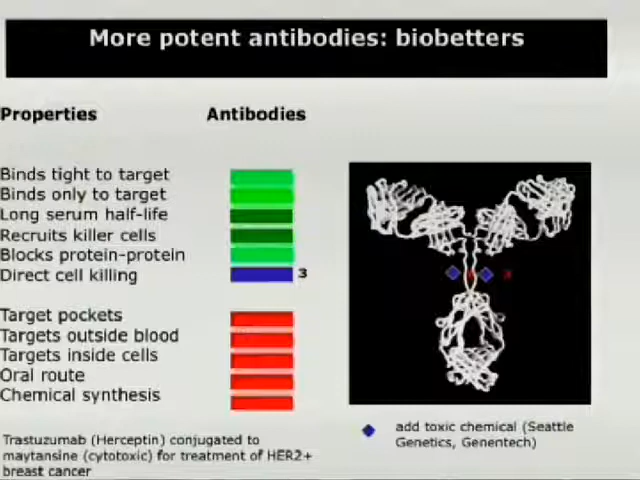 More potent antibodies: biobetters
Properties Antibodies
Binds tight to target
Binds only to target
Long serum half-life
Recruits killer cells
Blocks protein-protein
Direct cell killing 3
Target pockets
Targets outside blood
Targets inside cells
Oral route
Chemical synthesis
add toxic chemical (Seattle
Genetics, Genentech)
Trastuzumab (Herceptin) conjugated to
maytansine (cytotoxic) for treatment of HER2+
breast cancer